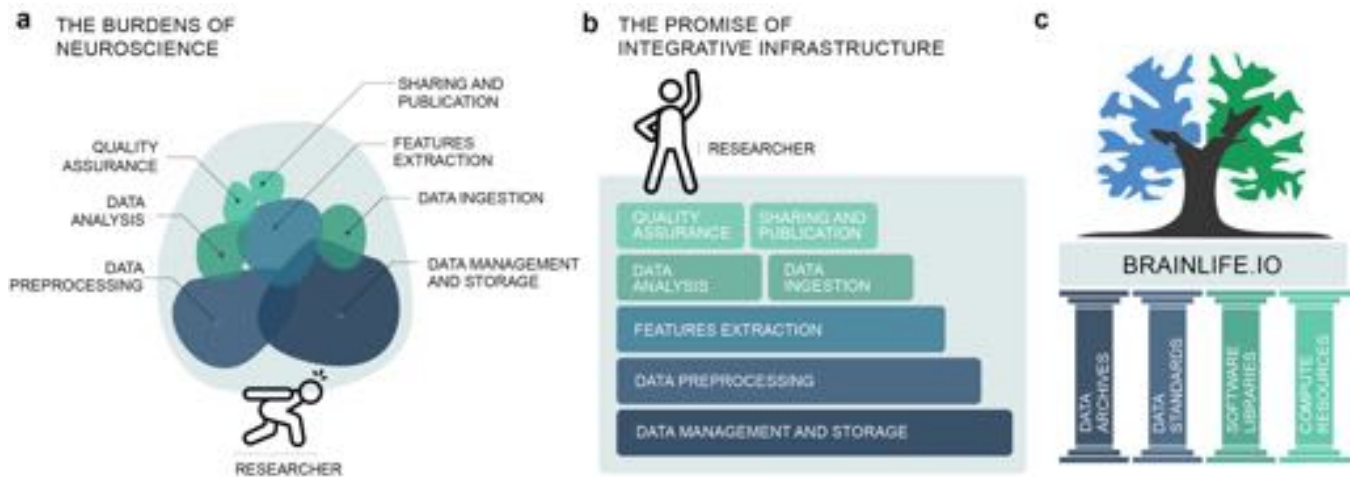 a THE BURDENS OF
NEUROSCIENCE
SHARING AND
PUBLICATION
QUALITY
ASSURANCE
FEATURES
EXTRACTION
DATA
ANALYSIS
DATA INGESTION
DATA
PREPROCESSING
DATA MANAGEMENT
AND STORAGE
RESEARCHER
b THE PROMISE OF
INTEGRATIVE INFRASTRUCTURE
RESEARCHER
QUALITY
ASSURANCE
SHARING AND
PUBLICATION
DATA
ANALYSIS
DATA
INGESTION
FEATURES EXTRACTION
DATA PREPROCESSING
DATA MANAGEMENT AND STORAGE
c
BRAINLIFE.IO
DATA
ARCHIVES
DATA
STANDARDS
SOFTWARE
LIBRARIES
COMPUTE
RESOURCES